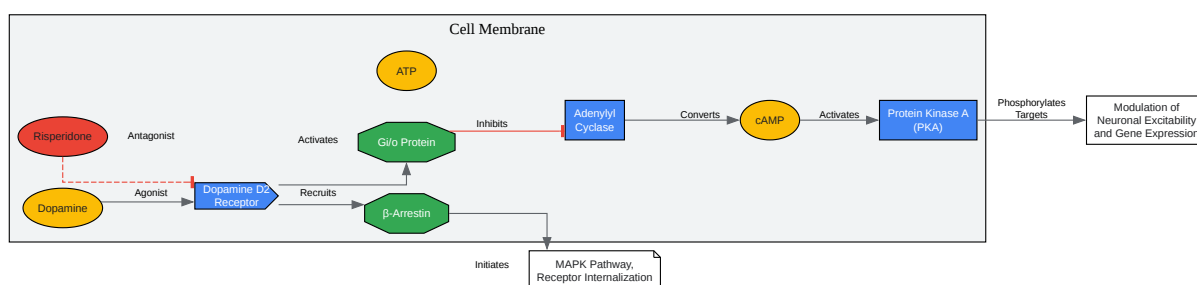 Cell Membrane
ATP
Risperidone
Antagonist
Activates
Gi/o Protein
Inhibits
Adenylyl
Cyclase
Converts
cAMP
Activates
Protein Kinase A
(PKA)
Phosphorylates
Targets
Modulation of
Neuronal Excitability
and Gene Expression
Dopamine
Agonist
Dopamine D2
Receptor
Recruits
β-Arrestin
Initiates
MAPK Pathway,
Receptor Internalization